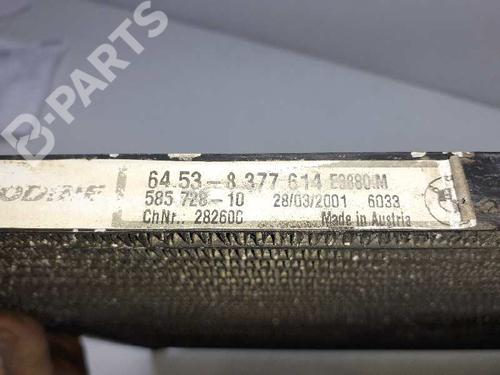 B-PARTS
ODINE
64.53-8 377 614 E3880.M
585 728-10 28/03/2001 6033
ChNr.: 282600
Made in Austria